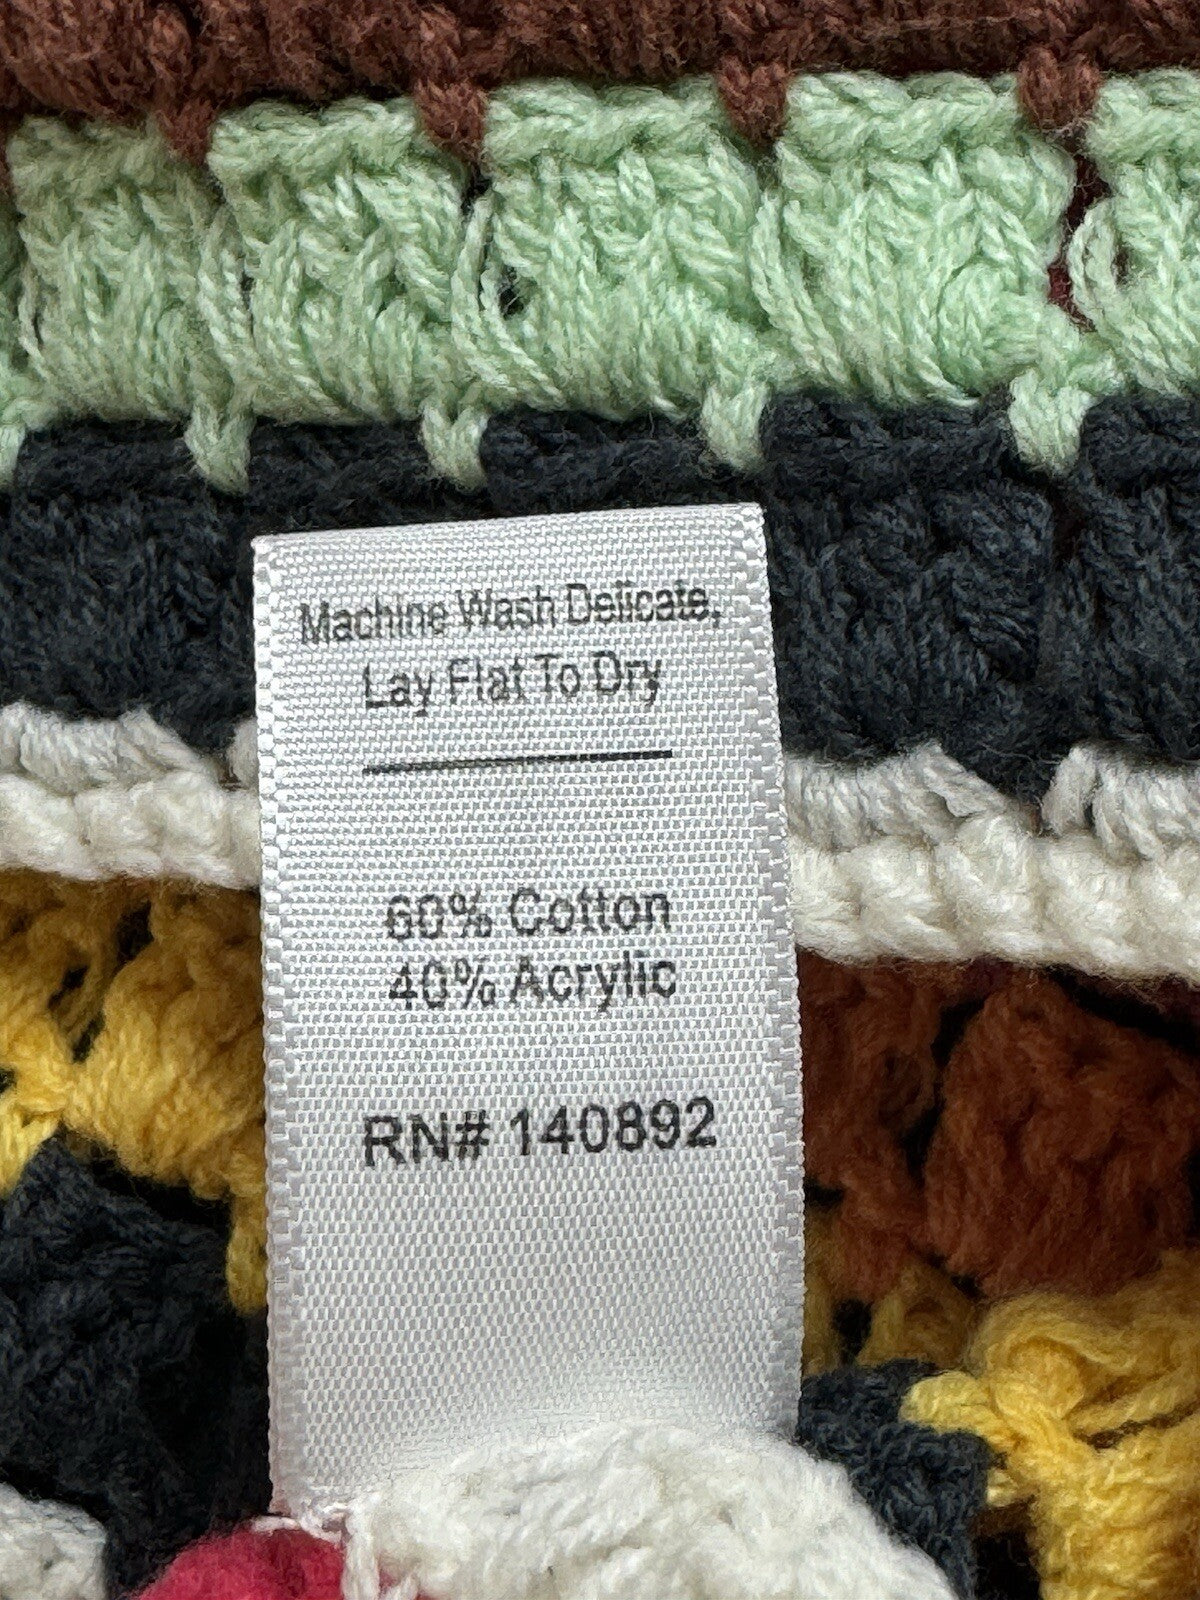 Machine Wash Delicate,
Lay Flat To Dry
60% Cotton
40% Acrylic
RN# 140892